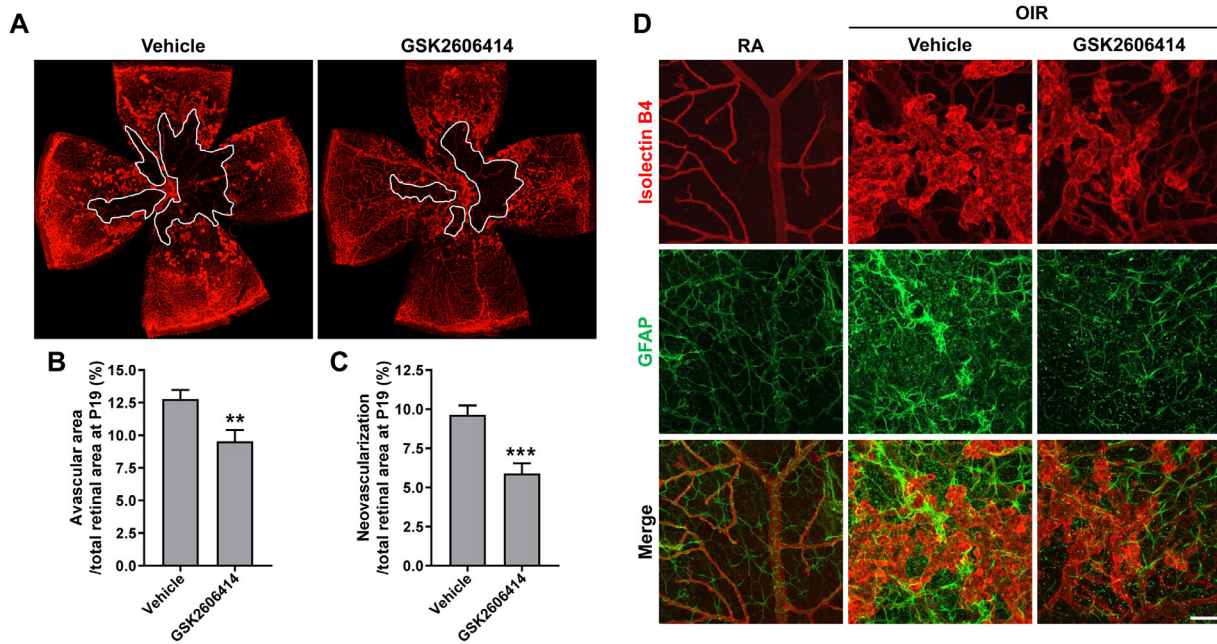 A
Vehicle
GSK2606414
B
Avascular area
/total retinal area at P19 (%)
15.0
12.5
10.0
7.5
5.0
2.5
0.0
**
Vehicle
GSK2606414
C
Neovascularization
/total retinal area at P19 (%)
12.5
10.0
7.5
5.0
2.5
0.0
***
Vehicle
GSK2606414
D
OIR
RA
Vehicle
GSK2606414
Isolectin B4
GFAP
Merge